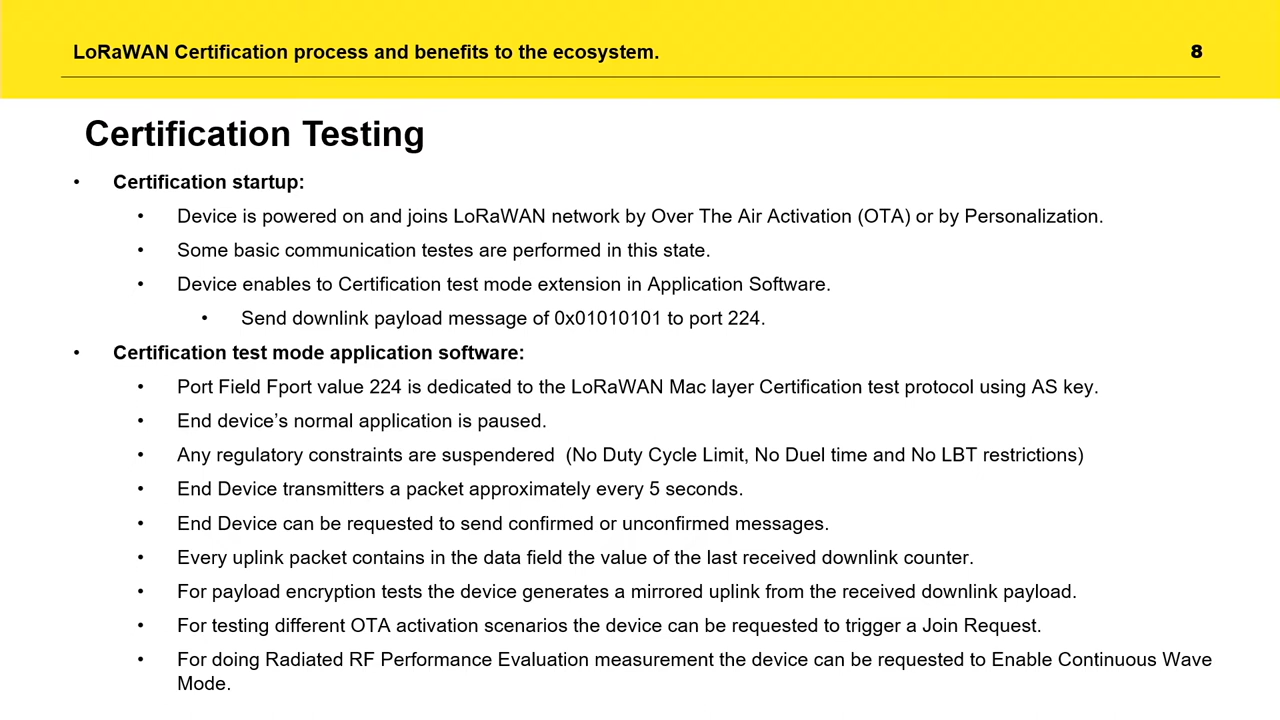 LoRaWAN Certification process and benefits to the ecosystem.
8
Certification Testing
• Certification startup:
• Device is powered on and joins LoRaWAN network by Over The Air Activation (OTA) or by Personalization.
• Some basic communication testes are performed in this state.
• Device enables to Certification test mode extension in Application Software.
• Send downlink payload message of 0x01010101 to port 224.
• Certification test mode application software:
• Port Field Fport value 224 is dedicated to the LoRaWAN Mac layer Certification test protocol using AS key.
• End device’s normal application is paused.
• Any regulatory constraints are suspendered  (No Duty Cycle Limit, No Duel time and No LBT restrictions)
• End Device transmitters a packet approximately every 5 seconds.
• End Device can be requested to send confirmed or unconfirmed messages.
• Every uplink packet contains in the data field the value of the last received downlink counter.
• For payload encryption tests the device generates a mirrored uplink from the received downlink payload.
• For testing different OTA activation scenarios the device can be requested to trigger a Join Request.
• For doing Radiated RF Performance Evaluation measurement the device can be requested to Enable Continuous Wave
Mode.